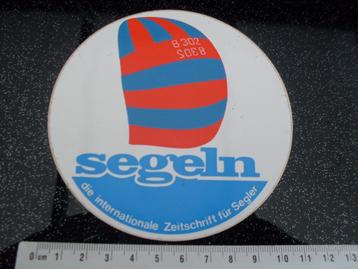 B 302
B302
segeln
die internationale Zeitschrift für Segler
0 cm 1 2 3 4 5 6 7 8 9 10 11 12 13